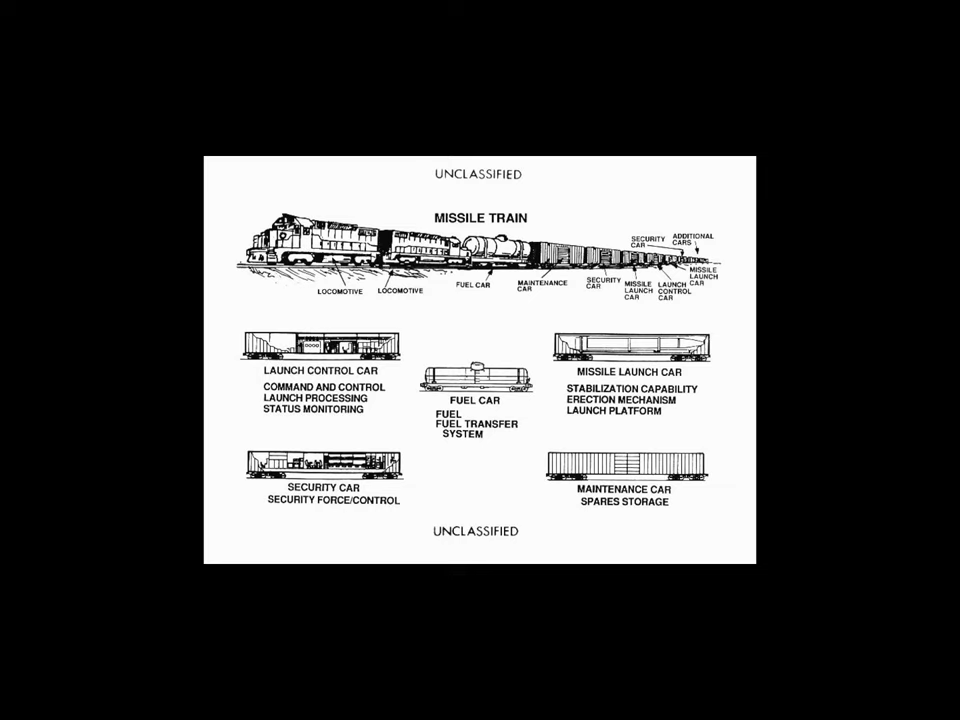 UNCLASSIFIED
MISSILE TRAIN
LOCOMOTIVE
LOCOMOTIVE
FUEL CAR
MAINTENANCE
CAR
SECURITY
CAR
MISSILE
LAUNCH
CAR
LAUNCH
CONTROL
CAR
SECURITY
CAR
ADDITIONAL
CARS
MISSILE
LAUNCH
CAR
LAUNCH CONTROL CAR
COMMAND AND CONTROL
LAUNCH PROCESSING
STATUS MONITORING
FUEL CAR
FUEL
FUEL TRANSFER
SYSTEM
MISSILE LAUNCH CAR
STABILIZATION CAPABILITY
ERECTION MECHANISM
LAUNCH PLATFORM
SECURITY CAR
SECURITY FORCE/CONTROL
MAINTENANCE CAR
SPARES STORAGE
UNCLASSIFIED